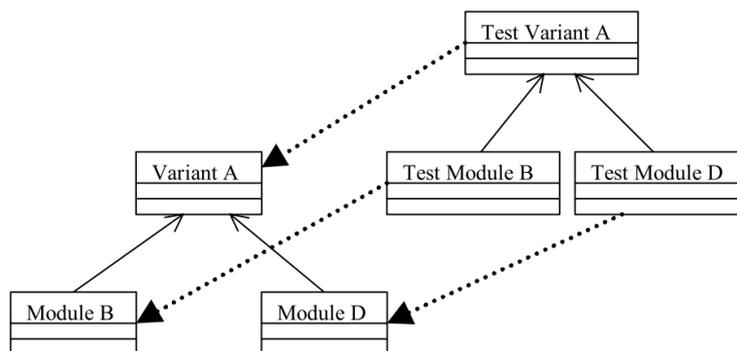 Test Variant A
Variant A
Test Module B
Test Module D
Module B
Module D